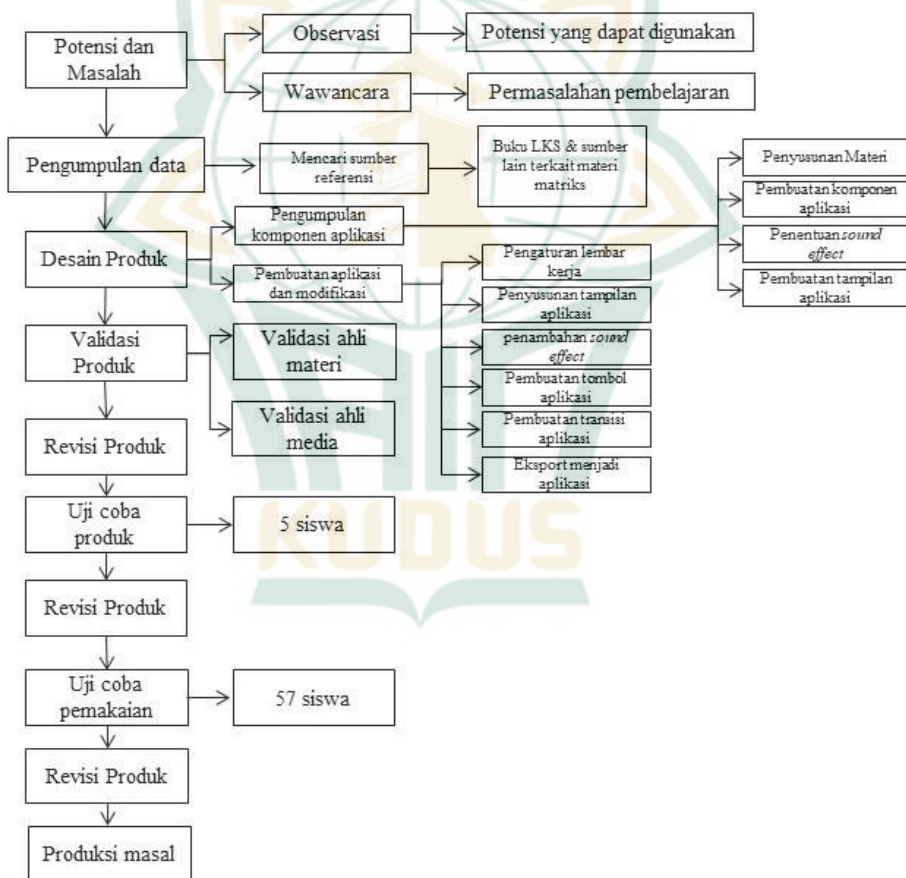 Potensi dan
Masalah
Observasi
Potensi yang dapat digunakan
Wawancara
Permasalahan pembelajaran
Pengumpulan data
Mencari sumber
referensi
Buku LKS & sumber
lain terkait materi
matriks
Desain Produk
Pengumpulan
komponen aplikasi
Penyusunan Materi
Pembuatan komponen
aplikasi
Penentuan sound
effect
Pembuatan tampilan
aplikasi
Pembuatan aplikasi
dan modifikasi
Pengaturan lembar
kerja
Penyusunan tampilan
aplikasi
penambahan sound
effect
Pembuatan tombol
aplikasi
Pembuatan transisi
aplikasi
Eksport menjadi
aplikasi
Validasi
Produk
Validasi ahli
materi
Validasi ahli
media
Revisi Produk
Uji coba
produk
5 siswa
Revisi Produk
Uji coba
pemakaian
57 siswa
Revisi Produk
Produksi masal
KUDUS